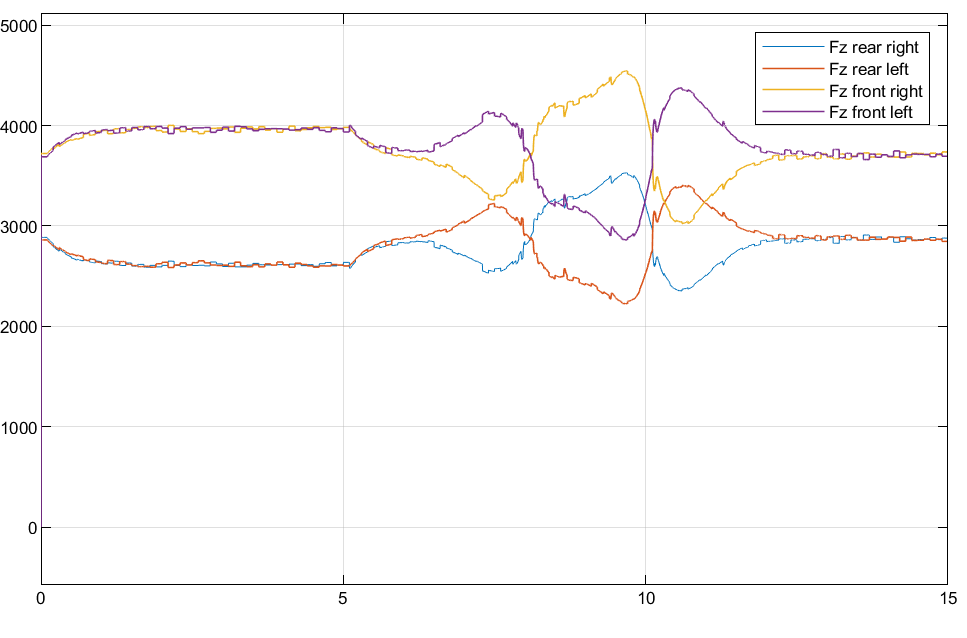 5000
4000
3000
2000
1000
0
0
5
10
15
Fz rear right
Fz rear left
Fz front right
Fz front left